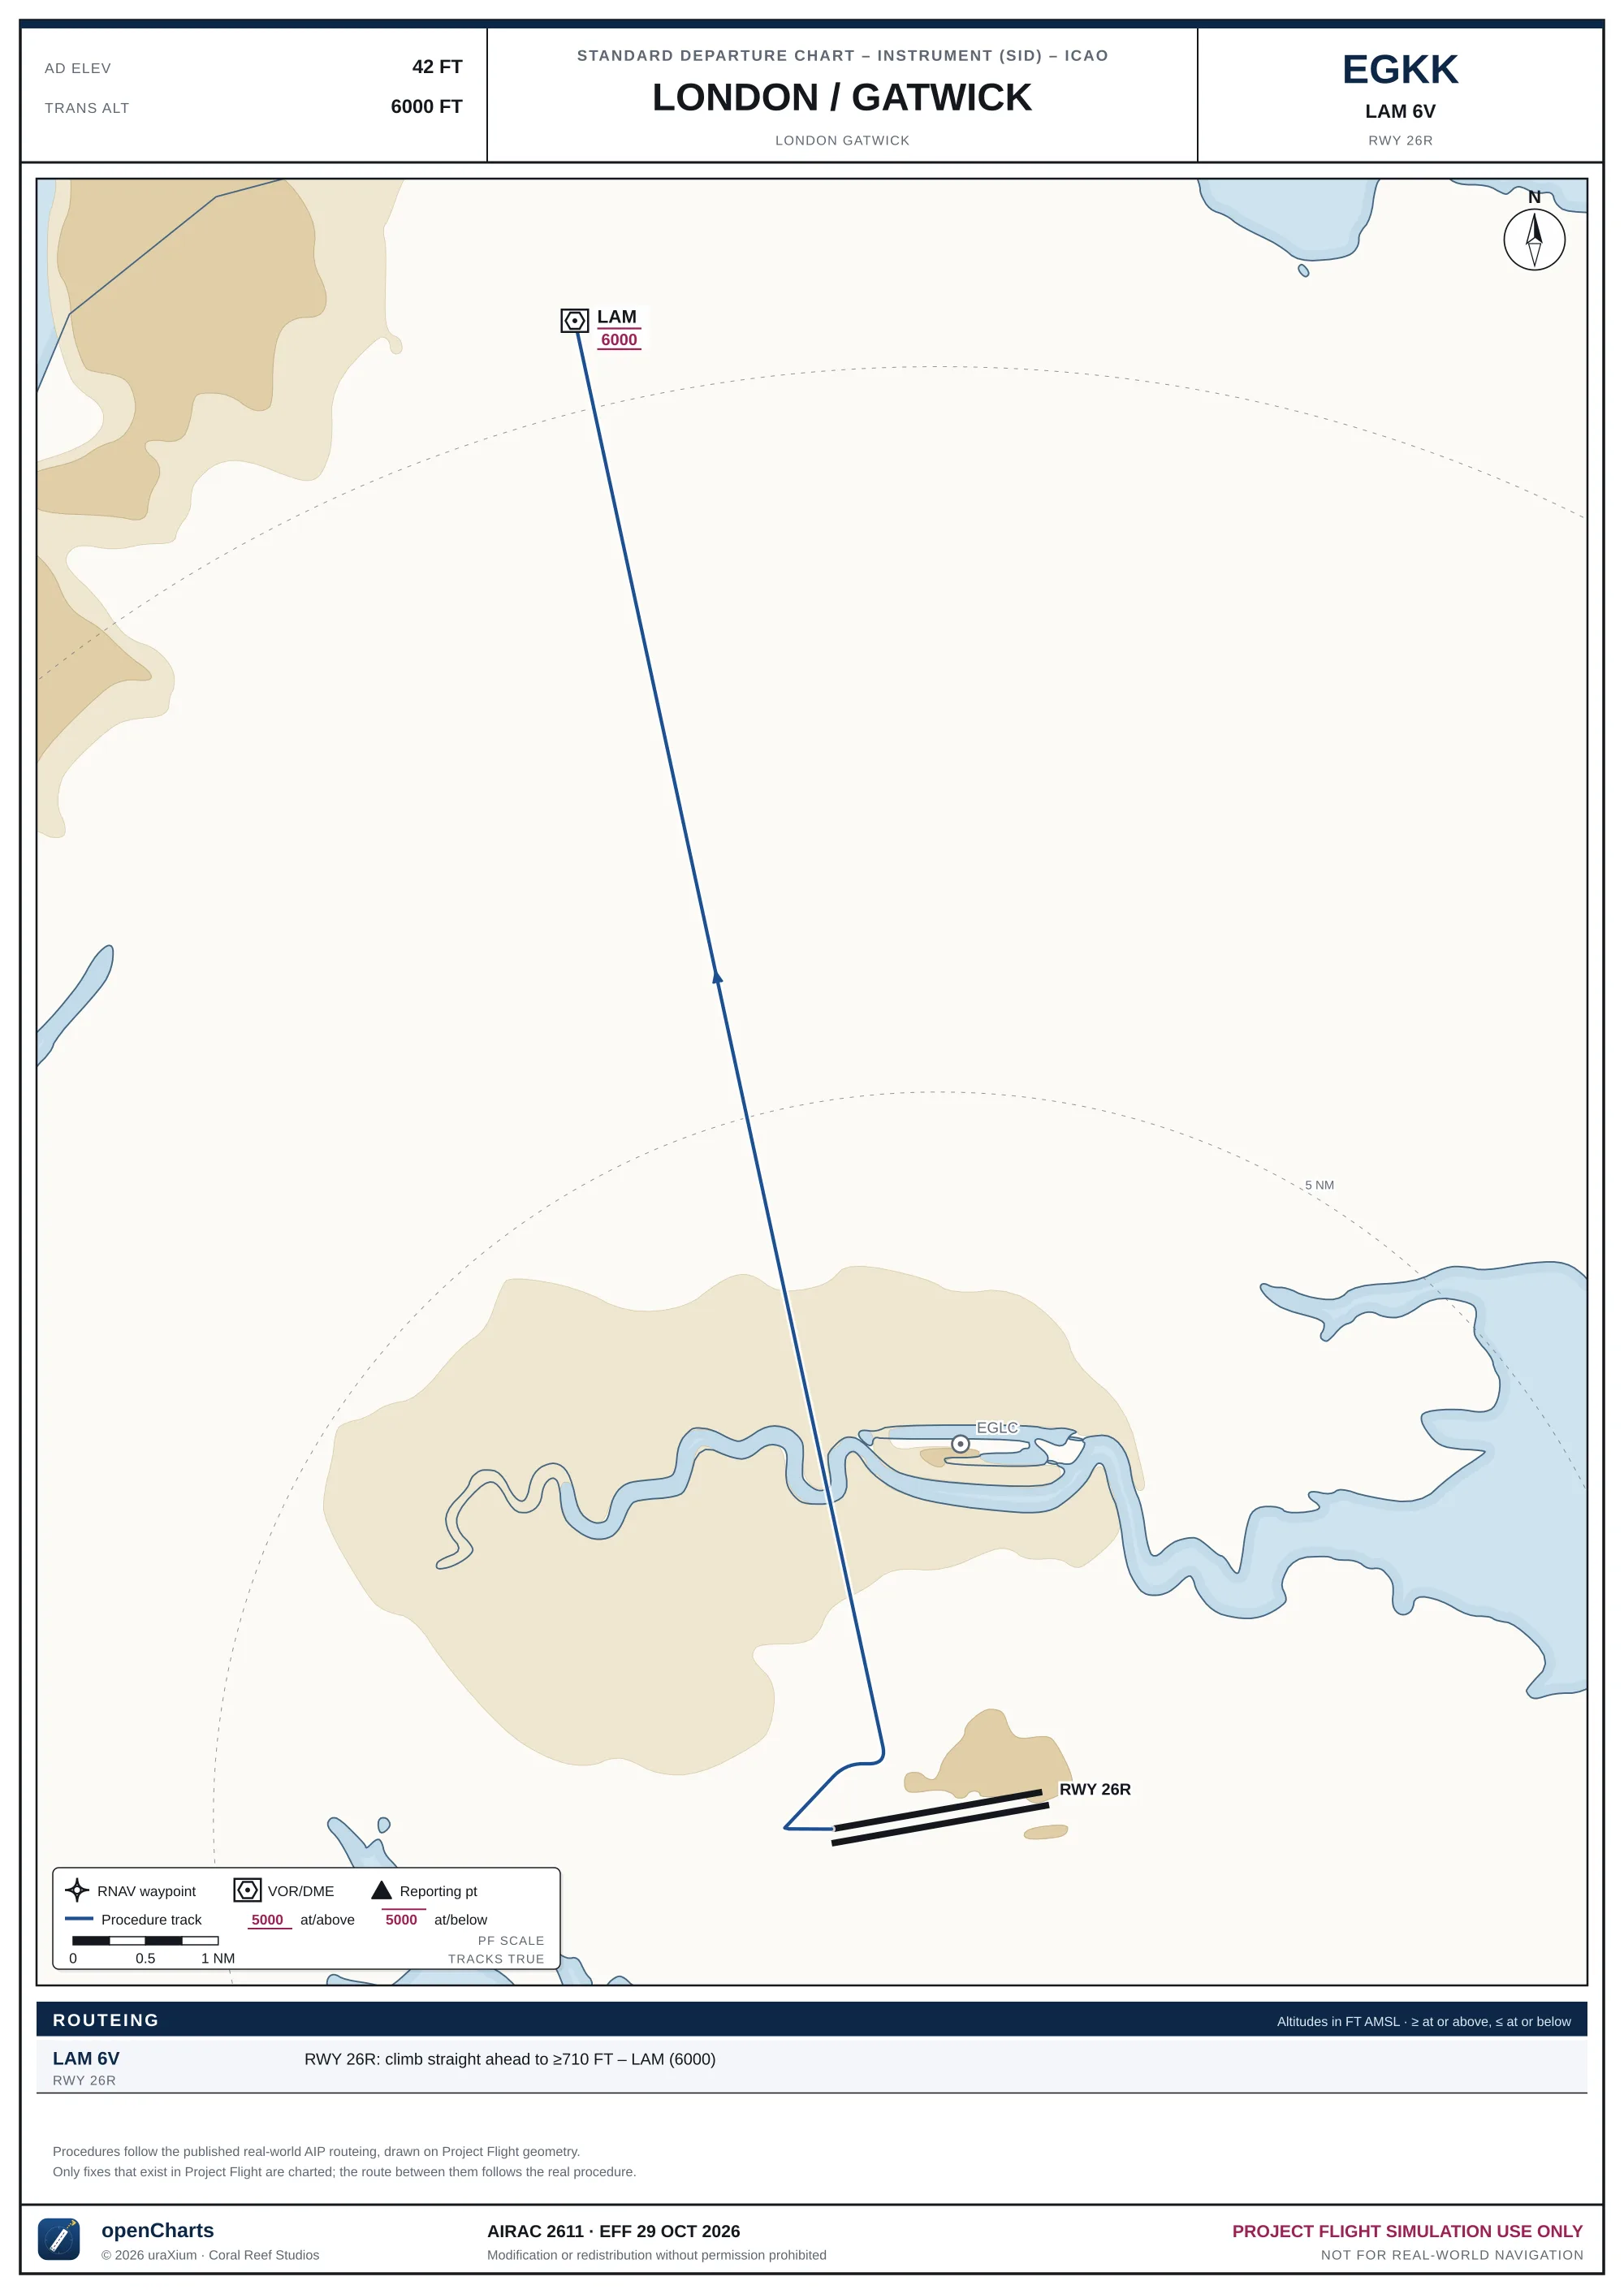 AD ELEV 42 FT
TRANS ALT 6000 FT
STANDARD DEPARTURE CHART – INSTRUMENT (SID) – ICAO
LONDON / GATWICK
LONDON GATWICK
EGKK
LAM 6V
RWY 26R
N
LAM
6000
5 NM
EGLC
RWY 26R
RNAV waypoint VOR/DME Reporting pt
Procedure track 5000 at/above 5000 at/below
PF SCALE
0 0.5 1 NM TRACKS TRUE
ROUTEING Altitudes in FT AMSL · ≥ at or above, ≤ at or below
LAM 6V RWY 26R: climb straight ahead to ≥710 FT – LAM (6000)
RWY 26R
Procedures follow the published real-world AIP routeing, drawn on Project Flight geometry.
Only fixes that exist in Project Flight are charted; the route between them follows the real procedure.
openCharts
© 2026 uraXium · Coral Reef Studios
AIRAC 2611 · EFF 29 OCT 2026
Modification or redistribution without permission prohibited
PROJECT FLIGHT SIMULATION USE ONLY
NOT FOR REAL-WORLD NAVIGATION